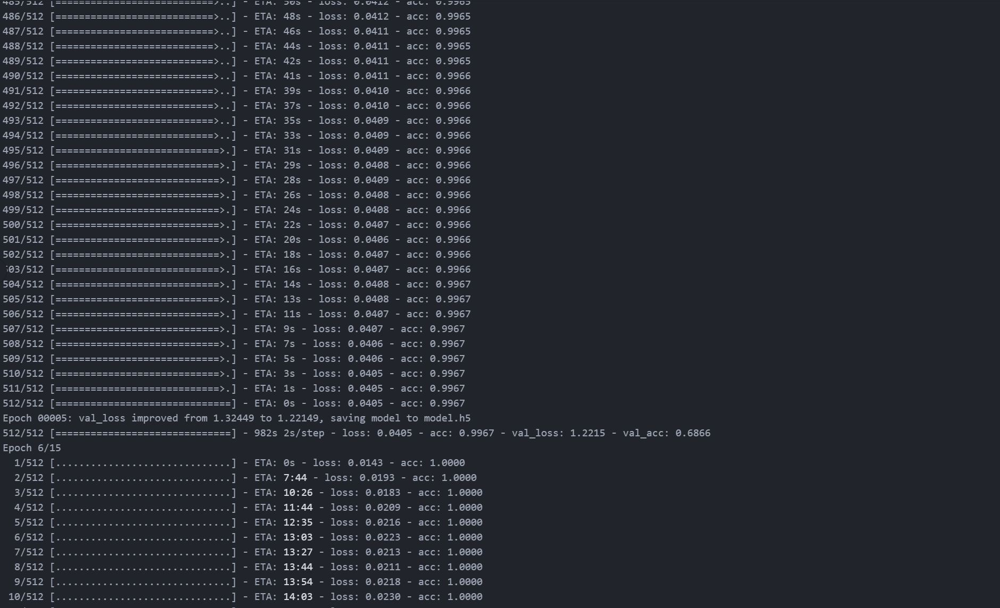 485/512 [===========================>..] - ETA: 50s - loss: 0.0412 - acc: 0.9965
486/512 [===========================>..] - ETA: 48s - loss: 0.0412 - acc: 0.9965
487/512 [===========================>..] - ETA: 46s - loss: 0.0411 - acc: 0.9965
488/512 [===========================>..] - ETA: 44s - loss: 0.0411 - acc: 0.9965
489/512 [===========================>..] - ETA: 42s - loss: 0.0411 - acc: 0.9965
490/512 [===========================>..] - ETA: 41s - loss: 0.0411 - acc: 0.9966
491/512 [===========================>..] - ETA: 39s - loss: 0.0410 - acc: 0.9966
492/512 [===========================>..] - ETA: 37s - loss: 0.0410 - acc: 0.9966
493/512 [===========================>..] - ETA: 35s - loss: 0.0409 - acc: 0.9966
494/512 [===========================>..] - ETA: 33s - loss: 0.0409 - acc: 0.9966
495/512 [============================>.] - ETA: 31s - loss: 0.0409 - acc: 0.9966
496/512 [============================>.] - ETA: 29s - loss: 0.0408 - acc: 0.9966
497/512 [============================>.] - ETA: 28s - loss: 0.0409 - acc: 0.9966
498/512 [============================>.] - ETA: 26s - loss: 0.0408 - acc: 0.9966
499/512 [============================>.] - ETA: 24s - loss: 0.0408 - acc: 0.9966
500/512 [============================>.] - ETA: 22s - loss: 0.0407 - acc: 0.9966
501/512 [============================>.] - ETA: 20s - loss: 0.0406 - acc: 0.9966
502/512 [============================>.] - ETA: 18s - loss: 0.0407 - acc: 0.9966
503/512 [============================>.] - ETA: 16s - loss: 0.0407 - acc: 0.9966
504/512 [============================>.] - ETA: 14s - loss: 0.0408 - acc: 0.9967
505/512 [============================>.] - ETA: 13s - loss: 0.0408 - acc: 0.9967
506/512 [============================>.] - ETA: 11s - loss: 0.0407 - acc: 0.9967
507/512 [============================>.] - ETA: 9s - loss: 0.0407 - acc: 0.9967
508/512 [============================>.] - ETA: 7s - loss: 0.0406 - acc: 0.9967
509/512 [============================>.] - ETA: 5s - loss: 0.0406 - acc: 0.9967
510/512 [============================>.] - ETA: 3s - loss: 0.0405 - acc: 0.9967
511/512 [============================>.] - ETA: 1s - loss: 0.0405 - acc: 0.9967
512/512 [==============================] - ETA: 0s - loss: 0.0405 - acc: 0.9967
Epoch 00005: val_loss improved from 1.32449 to 1.22149, saving model to model.h5
512/512 [==============================] - 982s 2s/step - loss: 0.0405 - acc: 0.9967 - val_loss: 1.2215 - val_acc: 0.6866
Epoch 6/15
1/512 [..............................] - ETA: 0s - loss: 0.0143 - acc: 1.0000
2/512 [..............................] - ETA: 7:44 - loss: 0.0193 - acc: 1.0000
3/512 [..............................] - ETA: 10:26 - loss: 0.0183 - acc: 1.0000
4/512 [..............................] - ETA: 11:44 - loss: 0.0209 - acc: 1.0000
5/512 [..............................] - ETA: 12:35 - loss: 0.0216 - acc: 1.0000
6/512 [..............................] - ETA: 13:03 - loss: 0.0223 - acc: 1.0000
7/512 [..............................] - ETA: 13:27 - loss: 0.0213 - acc: 1.0000
8/512 [..............................] - ETA: 13:44 - loss: 0.0211 - acc: 1.0000
9/512 [..............................] - ETA: 13:54 - loss: 0.0218 - acc: 1.0000
10/512 [..............................] - ETA: 14:03 - loss: 0.0230 - acc: 1.0000